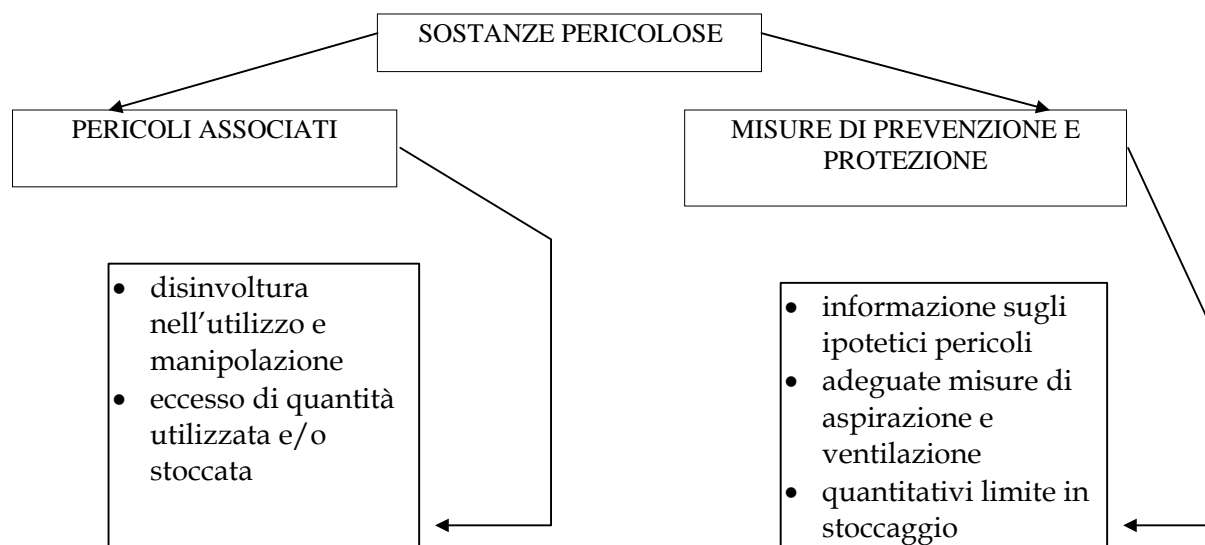 SOSTANZE PERICOLOSE
PERICOLI ASSOCIATI
MISURE DI PREVENZIONE E
PROTEZIONE
• disinvoltura
nell’utilizzo e
manipolazione
• eccesso di quantità
utilizzata e/o
stoccata
• informazione sugli
ipotetici pericoli
• adeguate misure di
aspirazione e
ventilazione
• quantitativi limite in
stoccaggio